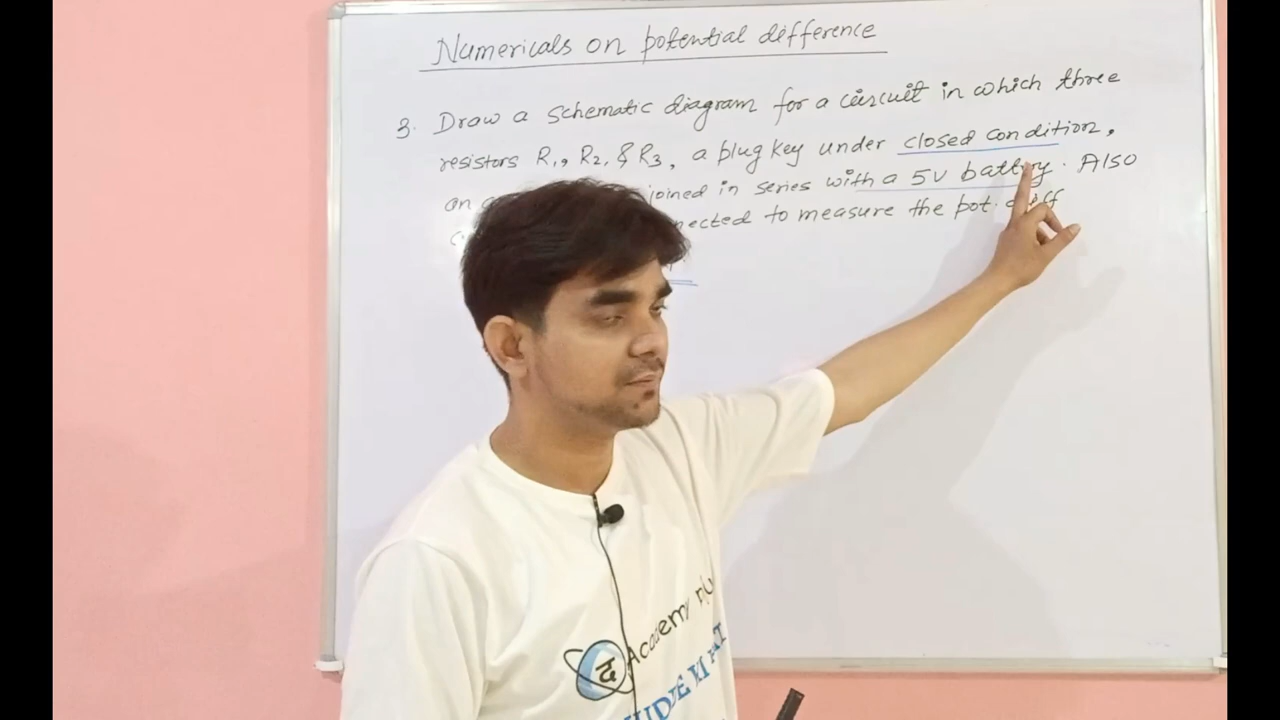 Numericals on potential difference
3. Draw a schematic diagram for a circuit in which three
resistors R1, R2, & R3, a plug key under closed condition,
on joined in series with a 5V battery. Also
to measure the pot. diff
द Academy